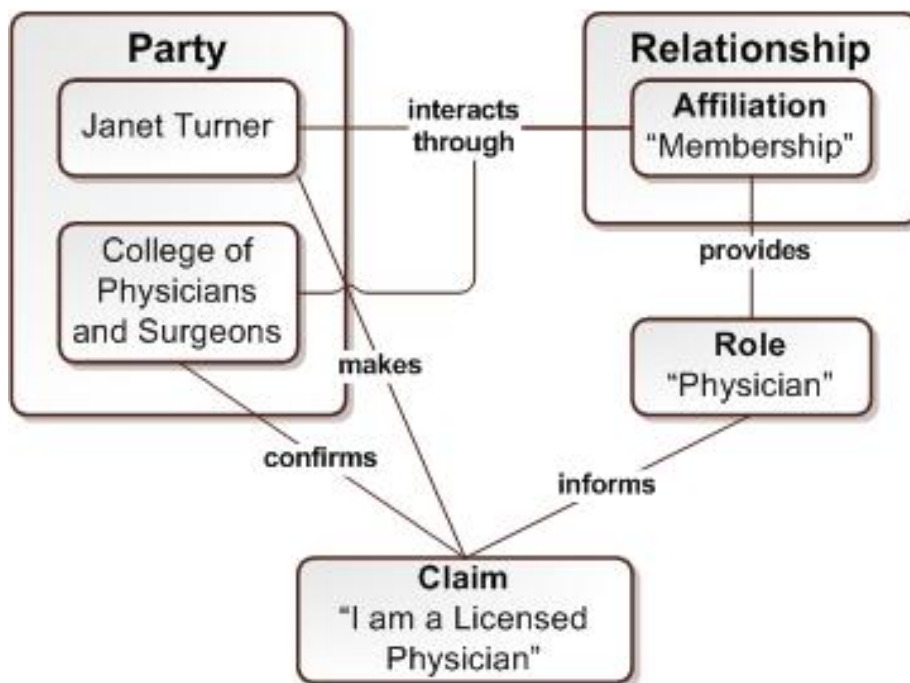 Party
Janet Turner
College of
Physicians
and Surgeons
interacts
through
Relationship
Affiliation
“Membership”
provides
Role
“Physician”
makes
confirms
informs
Claim
“I am a Licensed
Physician”